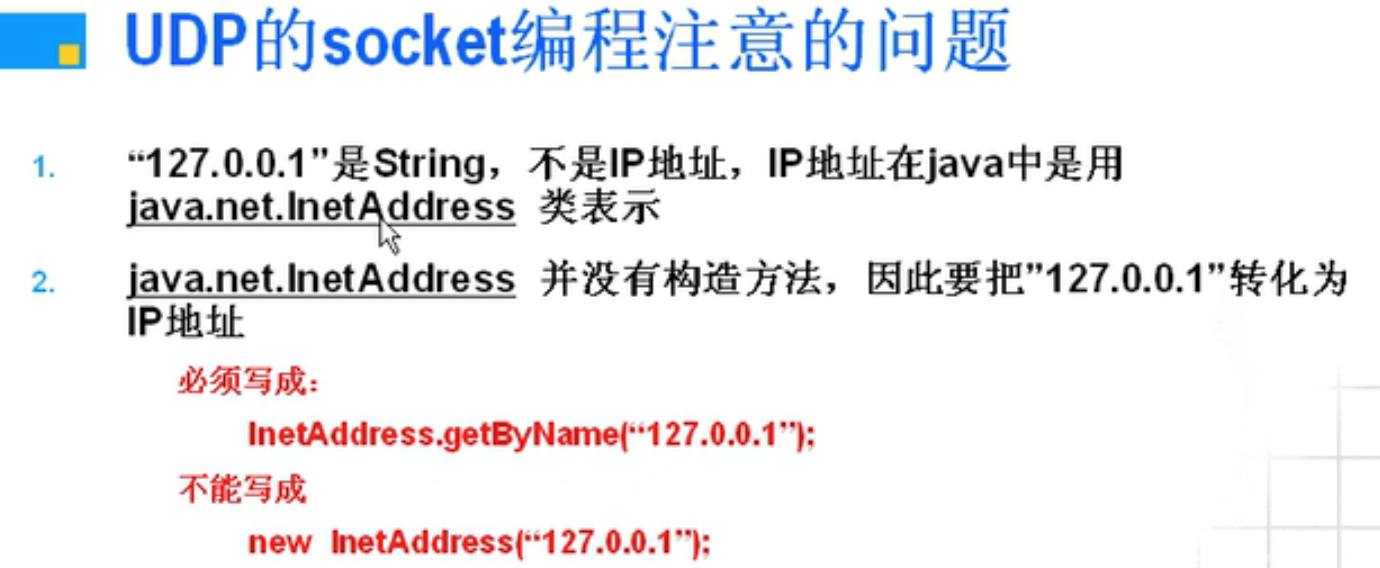 UDP的socket编程注意的问题
1. “127.0.0.1”是String，不是IP地址，IP地址在java中是用
java.net.InetAddress 类表示
2. java.net.InetAddress 并没有构造方法，因此要把”127.0.0.1”转化为
IP地址
必须写成：
InetAddress.getByName(“127.0.0.1”);
不能写成
new InetAddress(“127.0.0.1”);